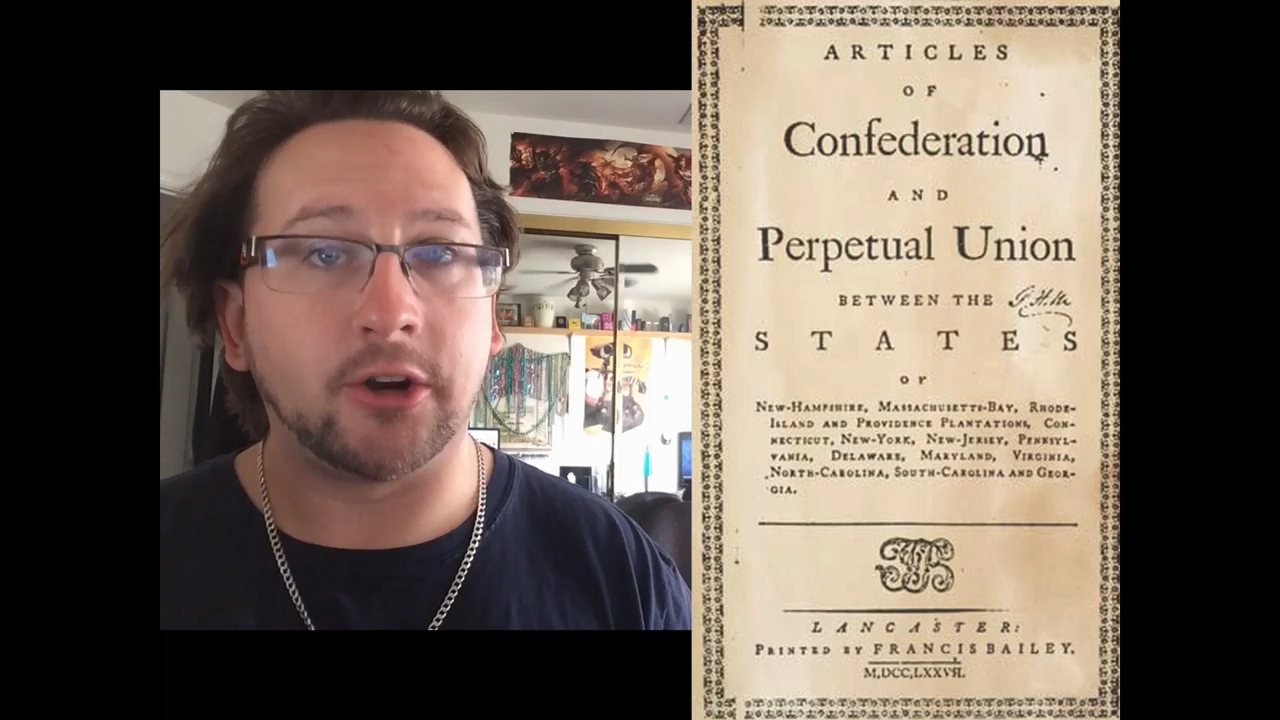 ARTICLES
OF
Confederation
AND
Perpetual Union
BETWEEN THE
STATES
OF
NEW-HAMPSHIRE, MASSACHUSETTS-BAY, RHODE-
ISLAND AND PROVIDENCE PLANTATIONS, CON-
NECTICUT, NEW-YORK, NEW-JERSEY, PENNSYL-
VANIA, DELAWARE, MARYLAND, VIRGINIA,
NORTH-CAROLINA, SOUTH-CAROLINA AND GEOR-
GIA.
LANCASTER:
PRINTED BY FRANCIS BAILEY.
M,DCC,LXXVII.